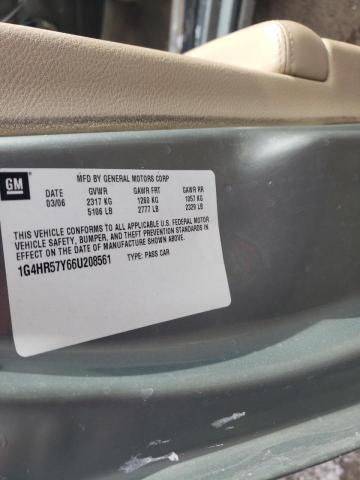 GM
MFD BY GENERAL MOTORS CORP
DATE GVWR GAWR FRT GAWR RR
03/06 2317 KG 1260 KG 1057 KG
5106 LB 2777 LB 2329 LB
THIS VEHICLE CONFORMS TO ALL APPLICABLE U.S. FEDERAL MOTOR
VEHICLE SAFETY, BUMPER, AND THEFT PREVENTION STANDARDS IN
EFFECT ON THE DATE OF MANUFACTURE SHOWN ABOVE.
1G4HR57Y66U208561
TYPE: PASS CAR